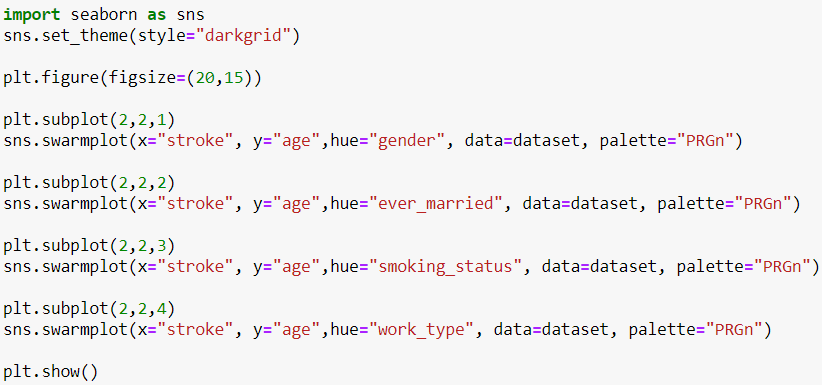 import seaborn as sns
sns.set_theme(style="darkgrid")
plt.figure(figsize=(20,15))
plt.subplot(2,2,1)
sns.swarmplot(x="stroke", y="age",hue="gender", data=dataset, palette="PRGn")
plt.subplot(2,2,2)
sns.swarmplot(x="stroke", y="age",hue="ever_married", data=dataset, palette="PRGn")
plt.subplot(2,2,3)
sns.swarmplot(x="stroke", y="age",hue="smoking_status", data=dataset, palette="PRGn")
plt.subplot(2,2,4)
sns.swarmplot(x="stroke", y="age",hue="work_type", data=dataset, palette="PRGn")
plt.show()